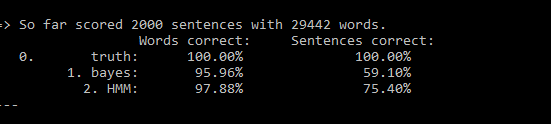 => So far scored 2000 sentences with 29442 words.
Words correct: Sentences correct:
0. truth: 100.00% 100.00%
1. bayes: 95.96% 59.10%
2. HMM: 97.88% 75.40%
---